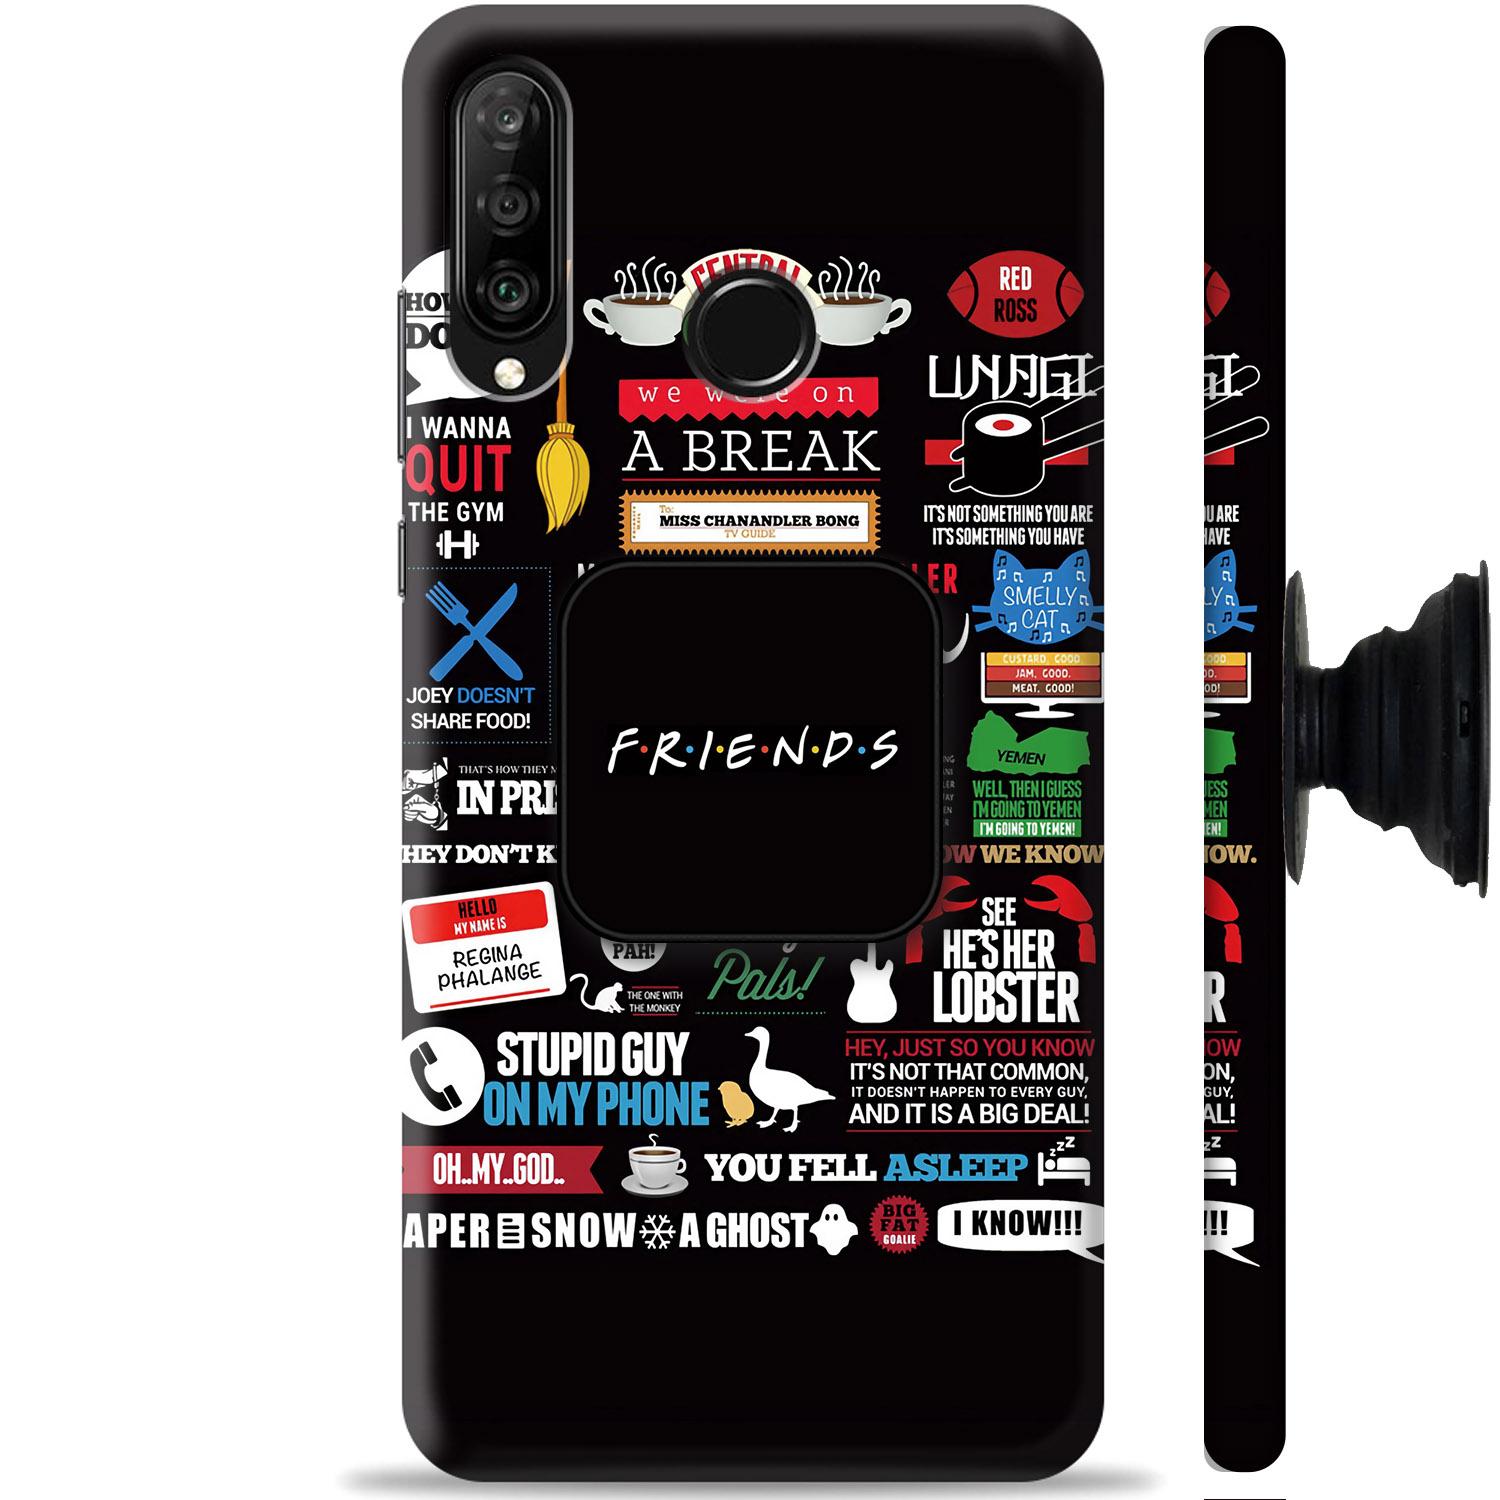 CENTRAL
RED
ROSS
DO
we were on
UNAGI
I WANNA
QUIT
THE GYM
A BREAK
To:
MISS CHANANDLER BONG
TV GUIDE
IT'S NOT SOMETHING YOU ARE
IT'S SOMETHING YOU HAVE
SMELLY
CAT
CUSTARD, GOOD
JAM, GOOD.
MEAT, GOOD!
JOEY DOESN'T
SHARE FOOD!
F·R·I·E·N·D·S
YEMEN
THAT'S HOW THEY
IN
WELL, THEN I GUESS
I'M GOING TO YEMEN
I'M GOING TO YEMEN!
HEY DON'T
WE KNOW
HELLO
MY NAME IS
REGINA
PHALANGE
PAH!
Pals!
THE ONE WITH
THE MONKEY
SEE
HE'S HER
LOBSTER
STUPID GUY
ON MY PHONE
HEY, JUST SO YOU KNOW
IT'S NOT THAT COMMON,
IT DOESN'T HAPPEN TO EVERY GUY,
AND IT IS A BIG DEAL!
OH..MY..GOD..
YOU FELL ASLEEP
zzZ
APER SNOW A GHOST
BIG
FAT
GOALIE
I KNOW!!!